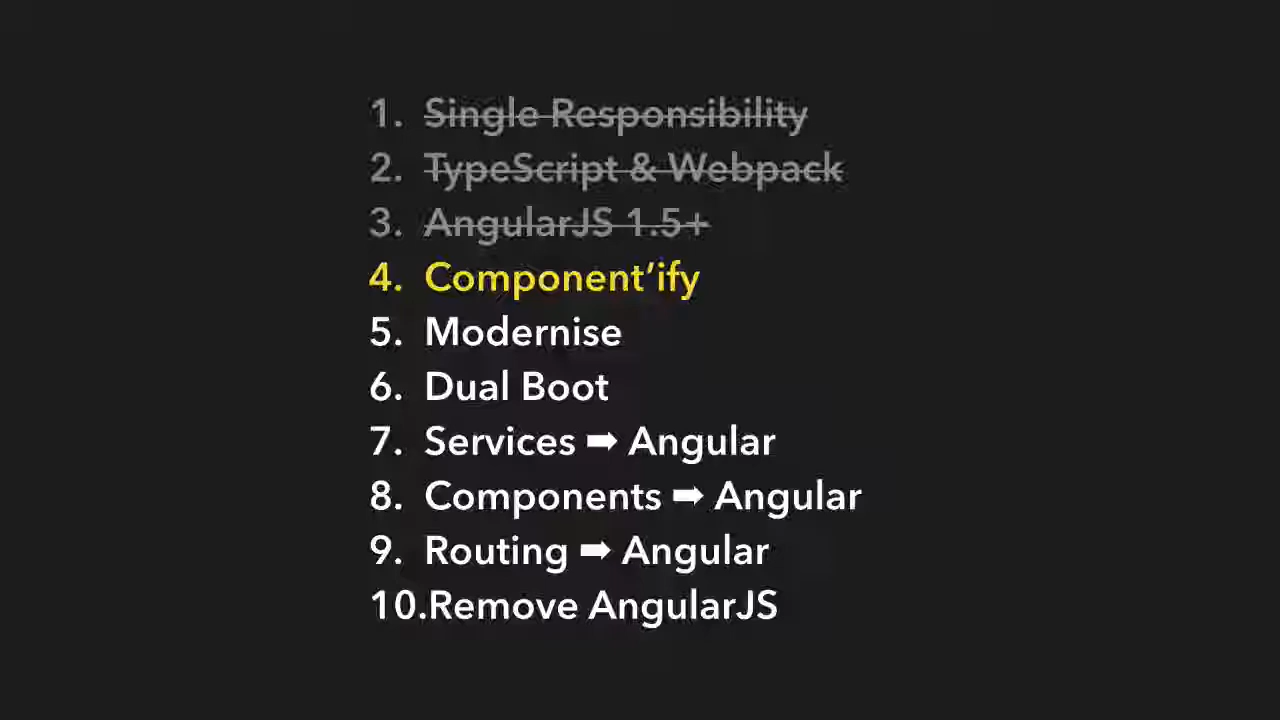 1. Single Responsibility
2. TypeScript & Webpack
3. AngularJS 1.5+
4. Component’ify
5. Modernise
6. Dual Boot
7. Services ➡ Angular
8. Components ➡ Angular
9. Routing ➡ Angular
10.Remove AngularJS